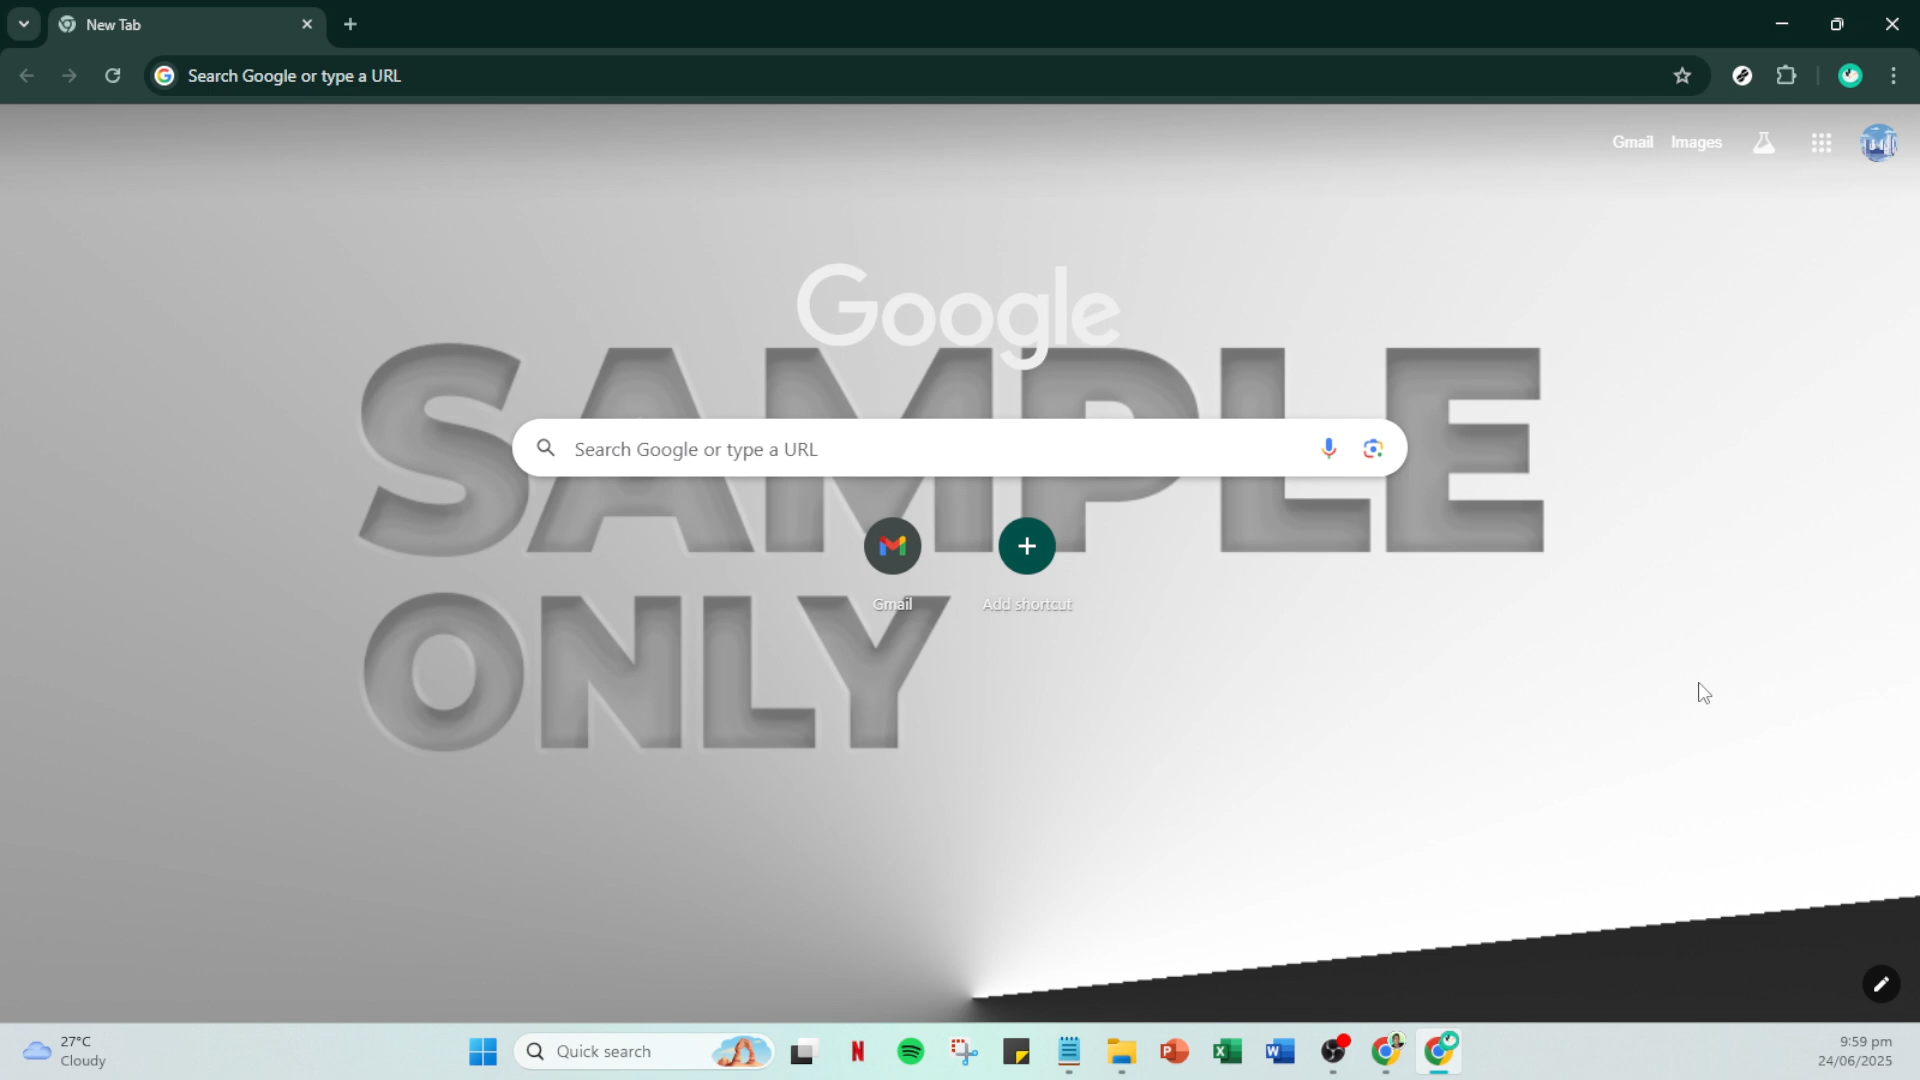 New Tab
Search Google or type a URL
Gmail Images
Google
SAMPLE
Search Google or type a URL
Gmail Add shortcut
ONLY
27°C
Cloudy
Quick search
9:59 pm
24/06/2025